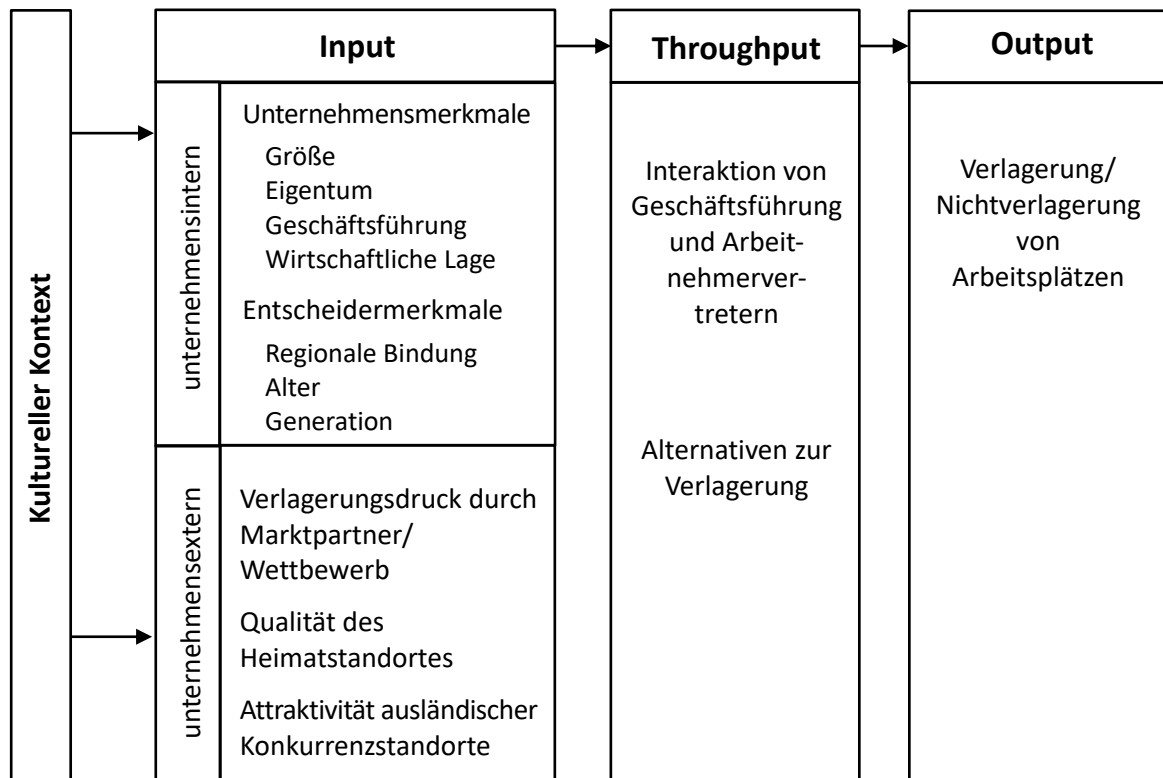 Kultureller Kontext
Input
unternehmensintern
Unternehmensmerkmale
Größe
Eigentum
Geschäftsführung
Wirtschaftliche Lage
Entscheidermerkmale
Regionale Bindung
Alter
Generation
unternehmensextern
Verlagerungsdruck durch
Marktpartner/
Wettbewerb
Qualität des
Heimatstandortes
Attraktivität ausländischer
Konkurrenzstandorte
Throughput
Interaktion von
Geschäftsführung
und Arbeit-
nehmerver-
tretern
Alternativen zur
Verlagerung
Output
Verlagerung/
Nichtverlagerung
von
Arbeitsplätzen